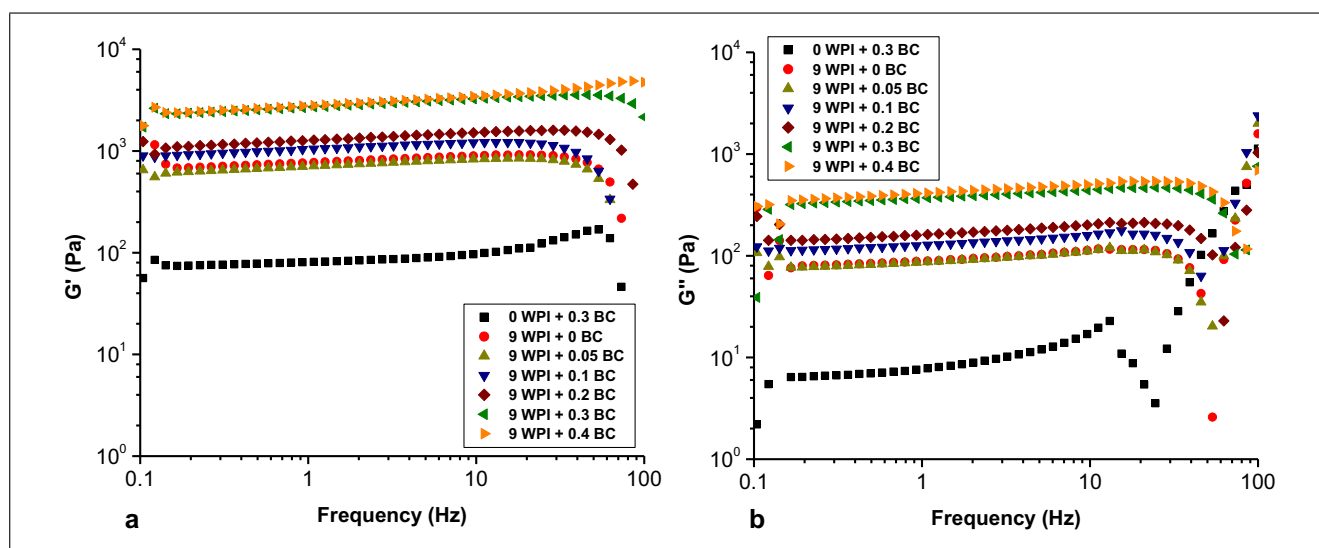 10⁴
10³
10²
10¹
10⁰
G' (Pa)
0.1
1
10
100
Frequency (Hz)
a
0 WPI + 0.3 BC
9 WPI + 0 BC
9 WPI + 0.05 BC
9 WPI + 0.1 BC
9 WPI + 0.2 BC
9 WPI + 0.3 BC
9 WPI + 0.4 BC
10⁴
10³
10²
10¹
10⁰
G'' (Pa)
0.1
1
10
100
Frequency (Hz)
b
0 WPI + 0.3 BC
9 WPI + 0 BC
9 WPI + 0.05 BC
9 WPI + 0.1 BC
9 WPI + 0.2 BC
9 WPI + 0.3 BC
9 WPI + 0.4 BC